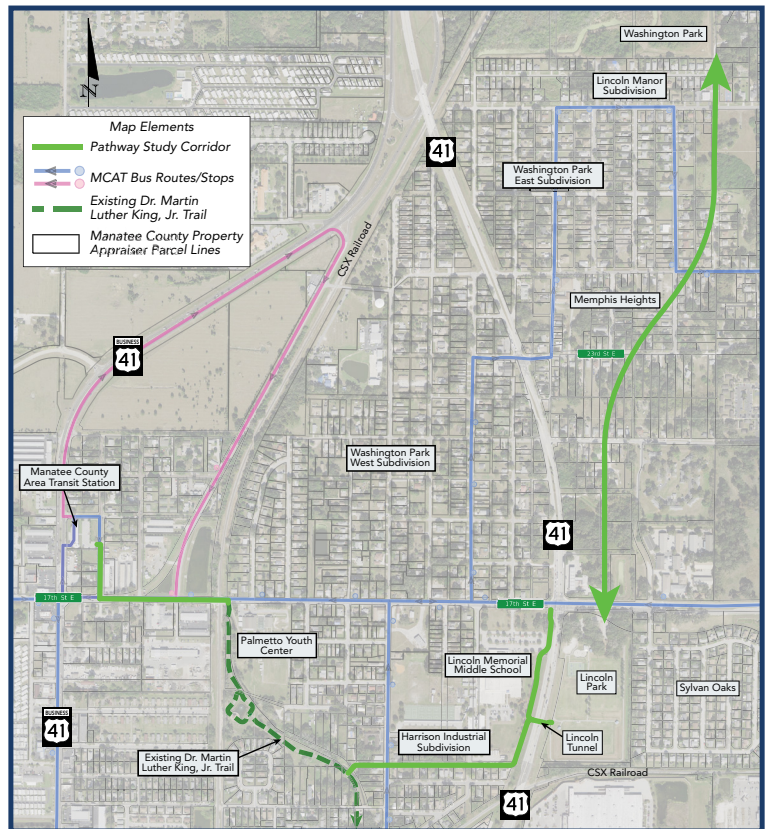 Washington Park
Lincoln Manor
Subdivision
N
Map Elements
Pathway Study Corridor
MCAT Bus Routes/Stops
Existing Dr. Martin
Luther King, Jr. Trail
Manatee County Property
Appraiser Parcel Lines
41
Washington Park
East Subdivision
CSX Railroad
Memphis Heights
BUSINESS
41
23rd St E
Washington Park
West Subdivision
Manatee County
Area Transit Station
41
17th St E
17th St E
Palmetto Youth
Center
Lincoln Memorial
Middle School
Lincoln
Park
Sylvan Oaks
BUSINESS
41
Harrison Industrial
Subdivision
Lincoln
Tunnel
Existing Dr. Martin
Luther King, Jr. Trail
CSX Railroad
41